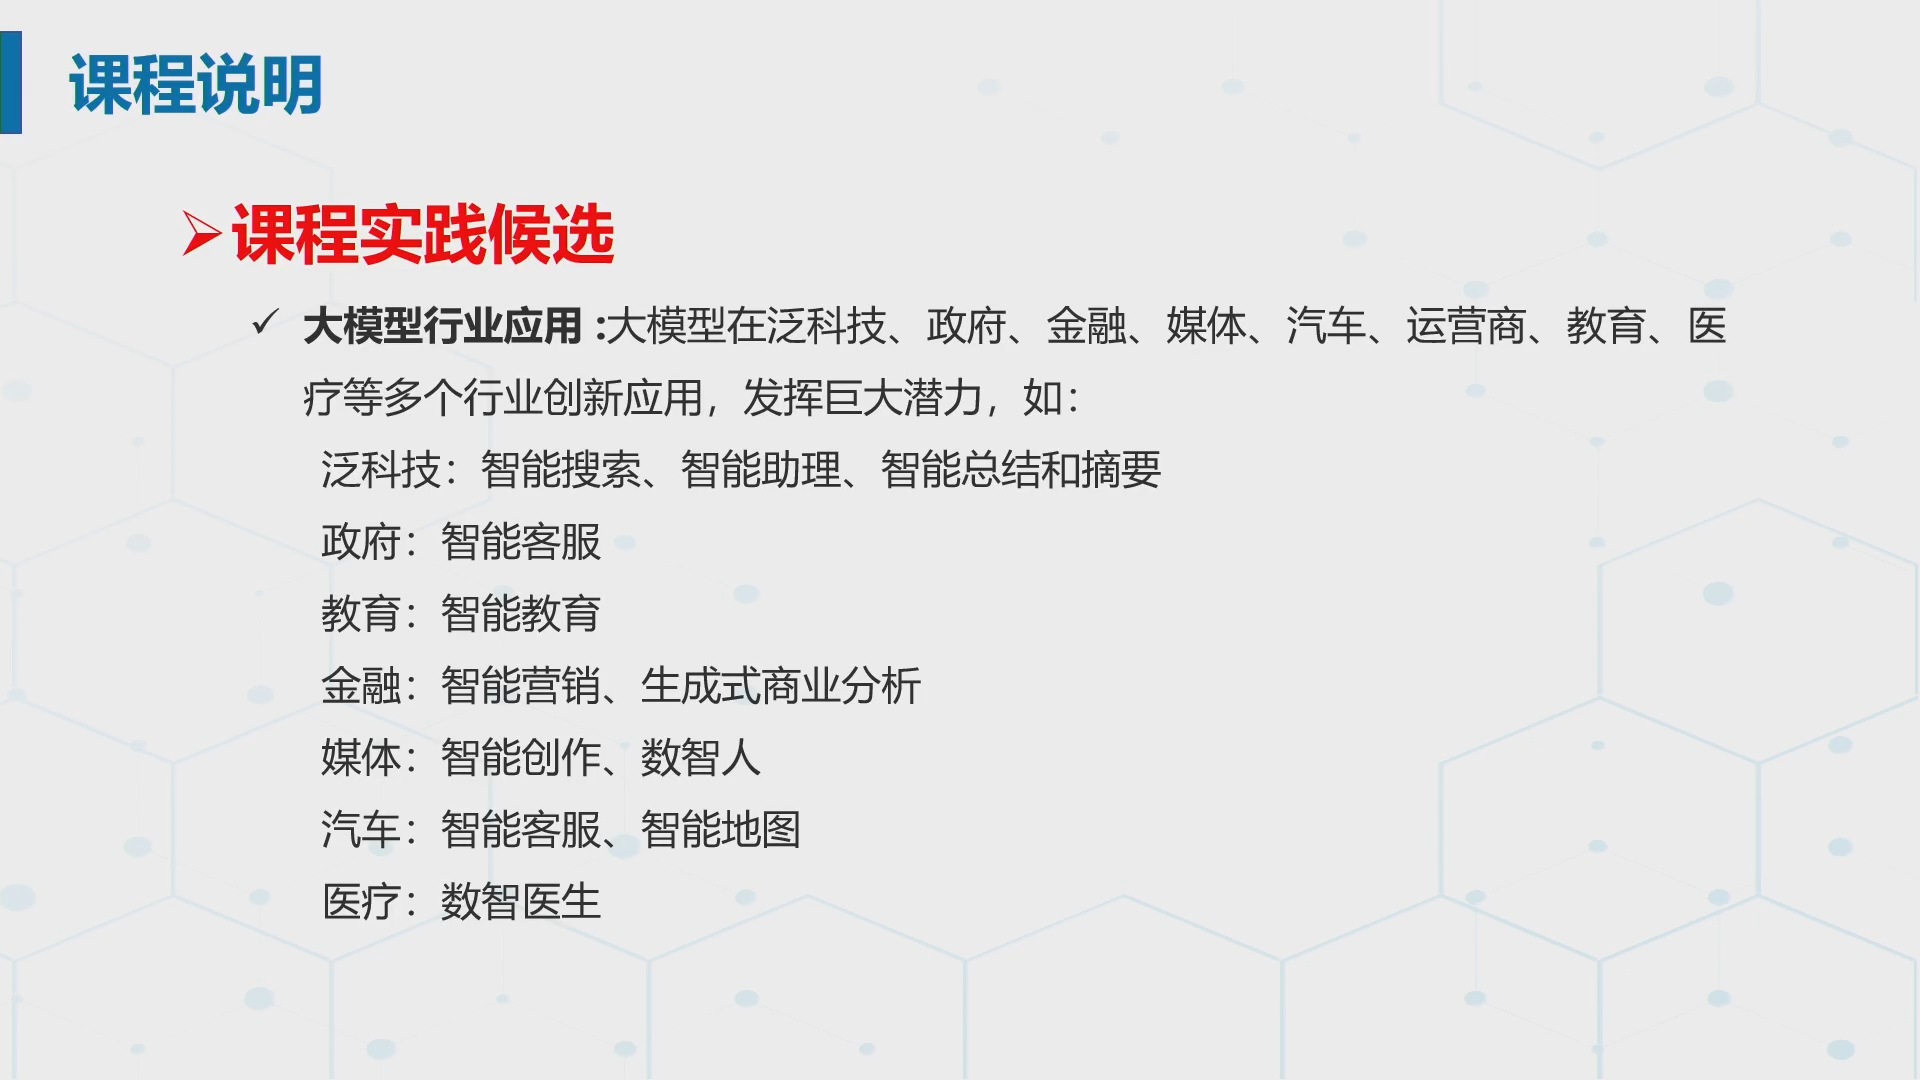 课程说明
➢课程实践候选
✓ 大模型行业应用 :大模型在泛科技、政府、金融、媒体、汽车、运营商、教育、医
疗等多个行业创新应用，发挥巨大潜力，如：
泛科技：智能搜索、智能助理、智能总结和摘要
政府：智能客服
教育：智能教育
金融：智能营销、生成式商业分析
媒体：智能创作、数智人
汽车：智能客服、智能地图
医疗：数智医生